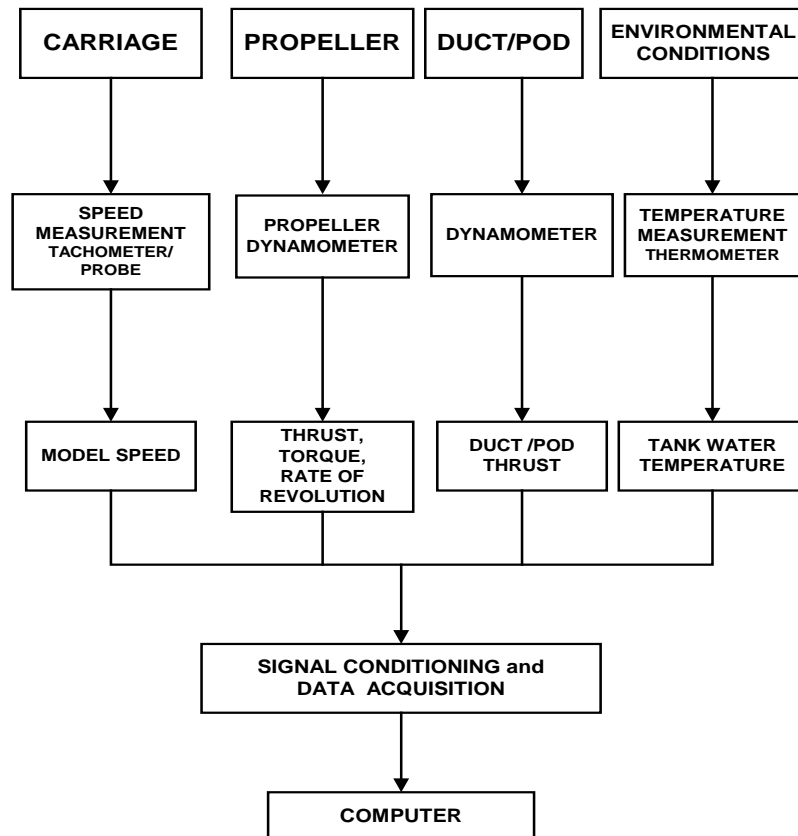 CARRIAGE
PROPELLER
DUCT/POD
ENVIRONMENTAL
CONDITIONS
SPEED
MEASUREMENT
TACHOMETER/
PROBE
PROPELLER
DYNAMOMETER
DYNAMOMETER
TEMPERATURE
MEASUREMENT
THERMOMETER
MODEL SPEED
THRUST,
TORQUE,
RATE OF
REVOLUTION
DUCT /POD
THRUST
TANK WATER
TEMPERATURE
SIGNAL CONDITIONING and
DATA ACQUISITION
COMPUTER